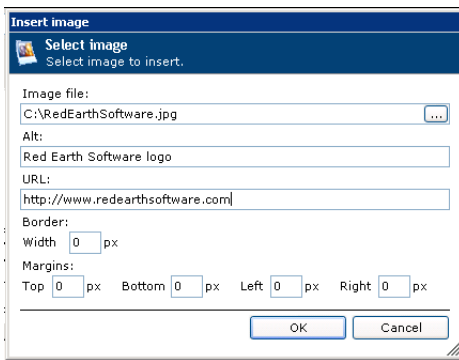 Insert image
Select image
Select image to insert.
Image file:
C:\RedEarthSoftware.jpg
...
Alt:
Red Earth Software logo
URL:
http://www.redearthsoftware.com
Border:
Width 0 px
Margins:
Top 0 px Bottom 0 px Left 0 px Right 0 px
OK Cancel